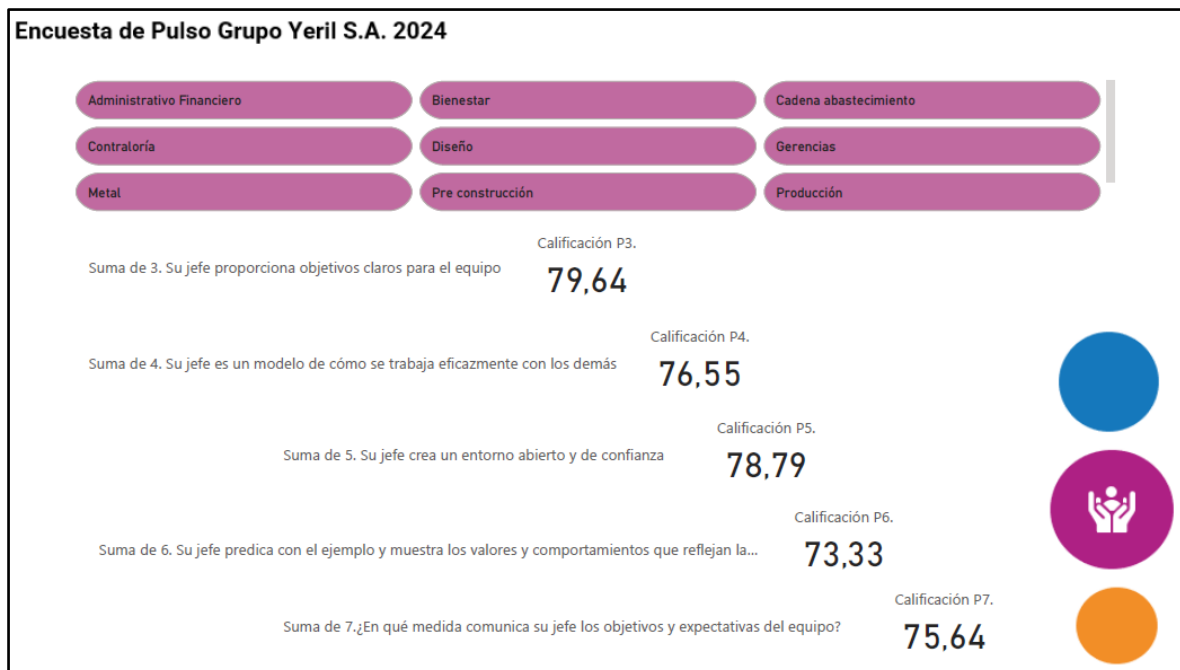 Encuesta de Pulso Grupo Yeril S.A. 2024
Administrativo Financiero
Bienestar
Cadena abastecimiento
Contraloría
Diseño
Gerencias
Metal
Pre construcción
Producción
Calificación P3.
Suma de 3. Su jefe proporciona objetivos claros para el equipo
79,64
Calificación P4.
Suma de 4. Su jefe es un modelo de cómo se trabaja eficazmente con los demás
76,55
Calificación P5.
Suma de 5. Su jefe crea un entorno abierto y de confianza
78,79
Calificación P6.
Suma de 6. Su jefe predica con el ejemplo y muestra los valores y comportamientos que reflejan la...
73,33
Calificación P7.
Suma de 7.¿En qué medida comunica su jefe los objetivos y expectativas del equipo?
75,64